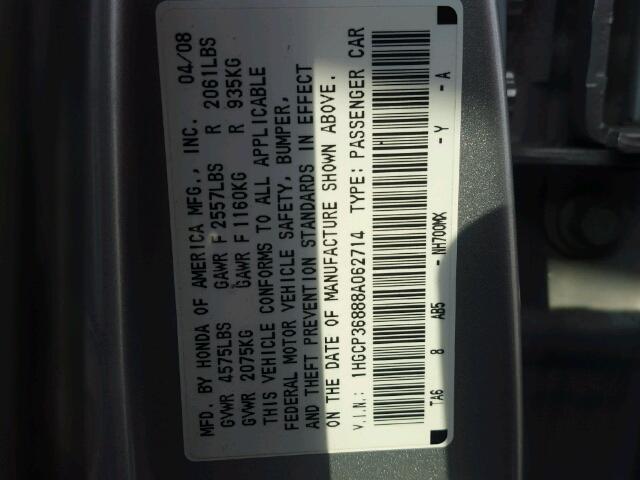 MFD. BY HONDA OF AMERICA MFG., INC. 04/08
GVWR 4575LBS GAWR F 2557LBS R 2061LBS
GVWR 2075KG GAWR F 1160KG R 935KG
THIS VEHICLE CONFORMS TO ALL APPLICABLE
FEDERAL MOTOR VEHICLE SAFETY, BUMPER,
AND THEFT PREVENTION STANDARDS IN EFFECT
ON THE DATE OF MANUFACTURE SHOWN ABOVE.
V.I.N.: 1HGCP36888A062714 TYPE: PASSENGER CAR
TA6 8 AB5 - NH700MX - Y - A